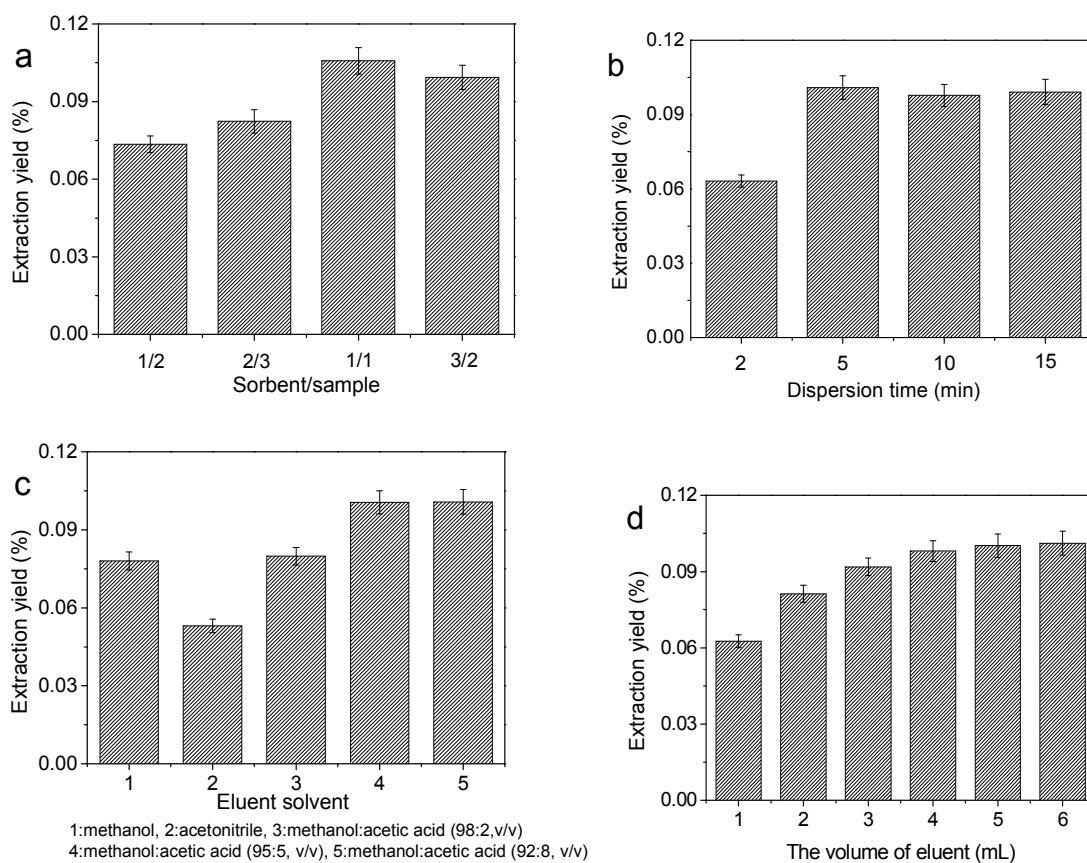 a
Extraction yield (%)
0.12
0.09
0.06
0.03
0.00
1/2 2/3 1/1 3/2
Sorbent/sample
b
Extraction yield (%)
0.12
0.09
0.06
0.03
0.00
2 5 10 15
Dispersion time (min)
c
Extraction yield (%)
0.12
0.09
0.06
0.03
0.00
1 2 3 4 5
Eluent solvent
1:methanol, 2:acetonitrile, 3:methanol:acetic acid (98:2,v/v)
4:methanol:acetic acid (95:5, v/v), 5:methanol:acetic acid (92:8, v/v)
d
Extraction yield (%)
0.12
0.09
0.06
0.03
0.00
1 2 3 4 5 6
The volume of eluent (mL)